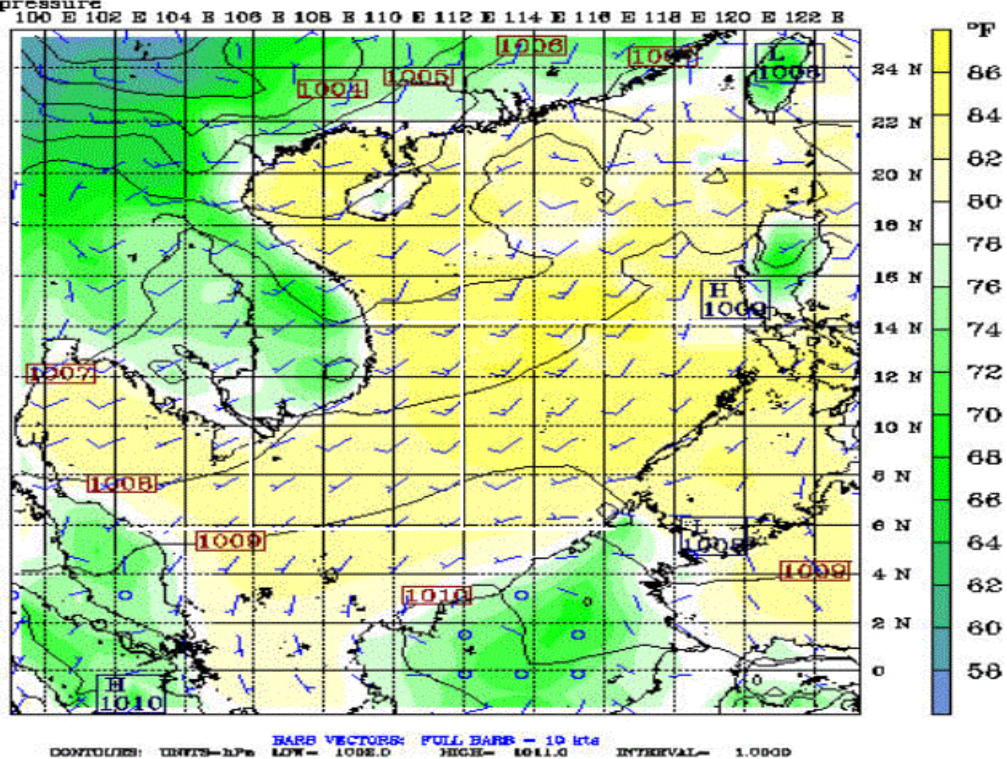 pressure
100 E 102 E 104 E 106 E 108 E 110 E 112 E 114 E 116 E 118 E 120 E 122 E
°F
1006
L
1008
24 N
86
1005
1004
84
22 N
82
20 N
80
18 N
78
16 N
76
H
1009
74
14 N
72
1007
12 N
70
10 N
68
1008
8 N
66
6 N
64
1009
4 N
1009
62
1010
2 N
60
0
58
H
1010
BARB VECTORS: FULL BARB = 10 kts
CONTOURS: UNITS=hPa LOW= 1002.0 HIGH= 1011.0 INTERVAL= 1.0000